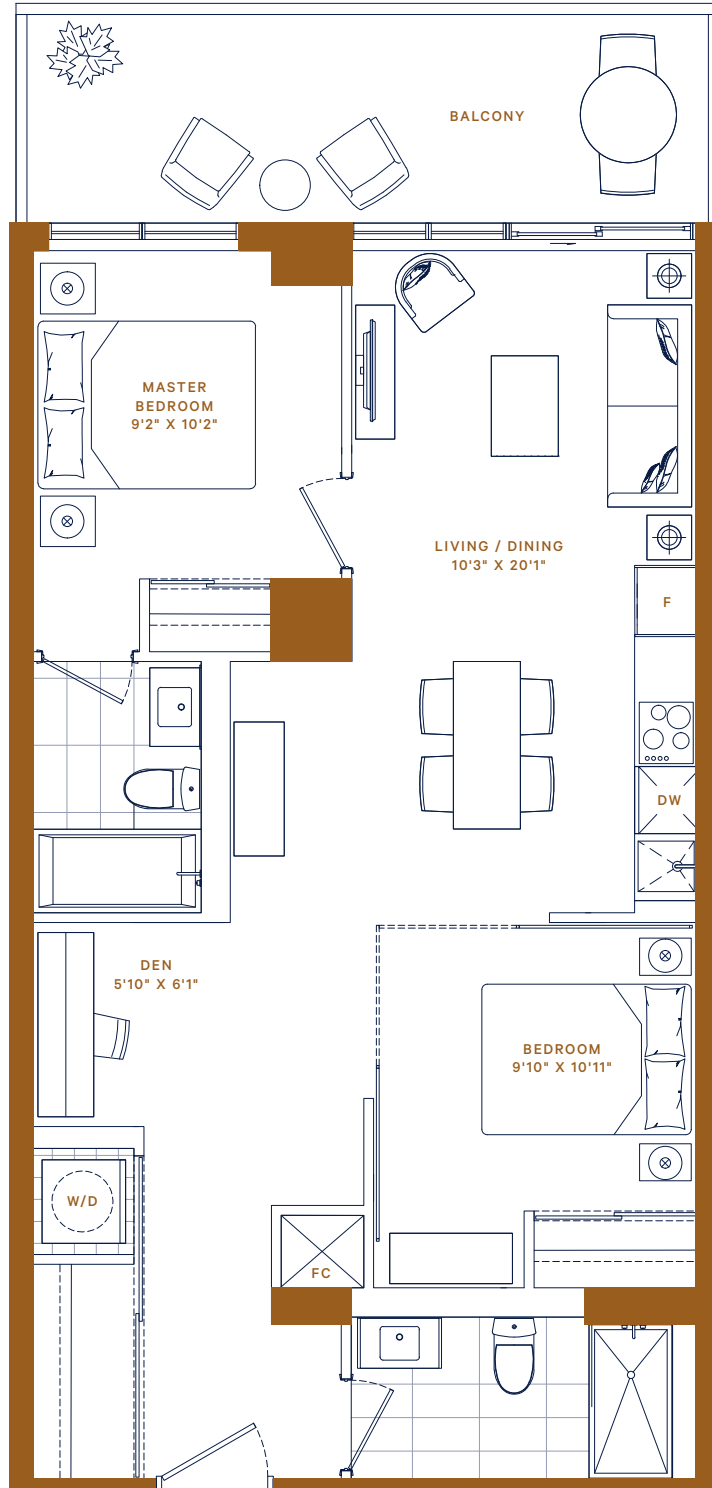 BALCONY
MASTER
BEDROOM
9'2" X 10'2"
LIVING / DINING
10'3" X 20'1"
F
DW
DEN
5'10" X 6'1"
BEDROOM
9'10" X 10'11"
W/D
FC